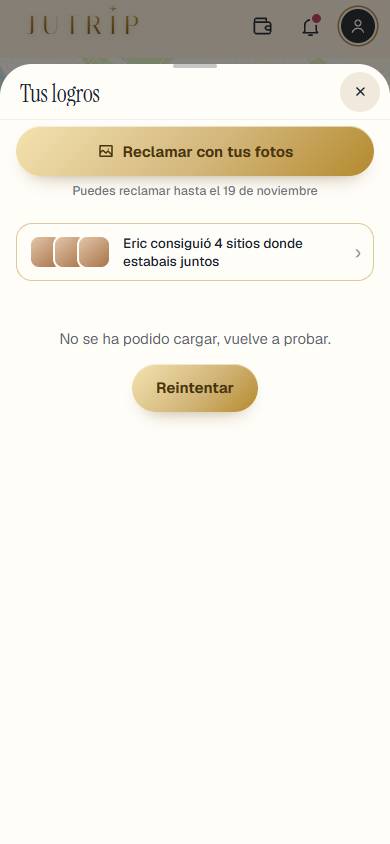 JUTRIP
Tus logros
Reclamar con tus fotos
Puedes reclamar hasta el 19 de noviembre
Eric consiguió 4 sitios donde
estabais juntos
No se ha podido cargar, vuelve a probar.
Reintentar